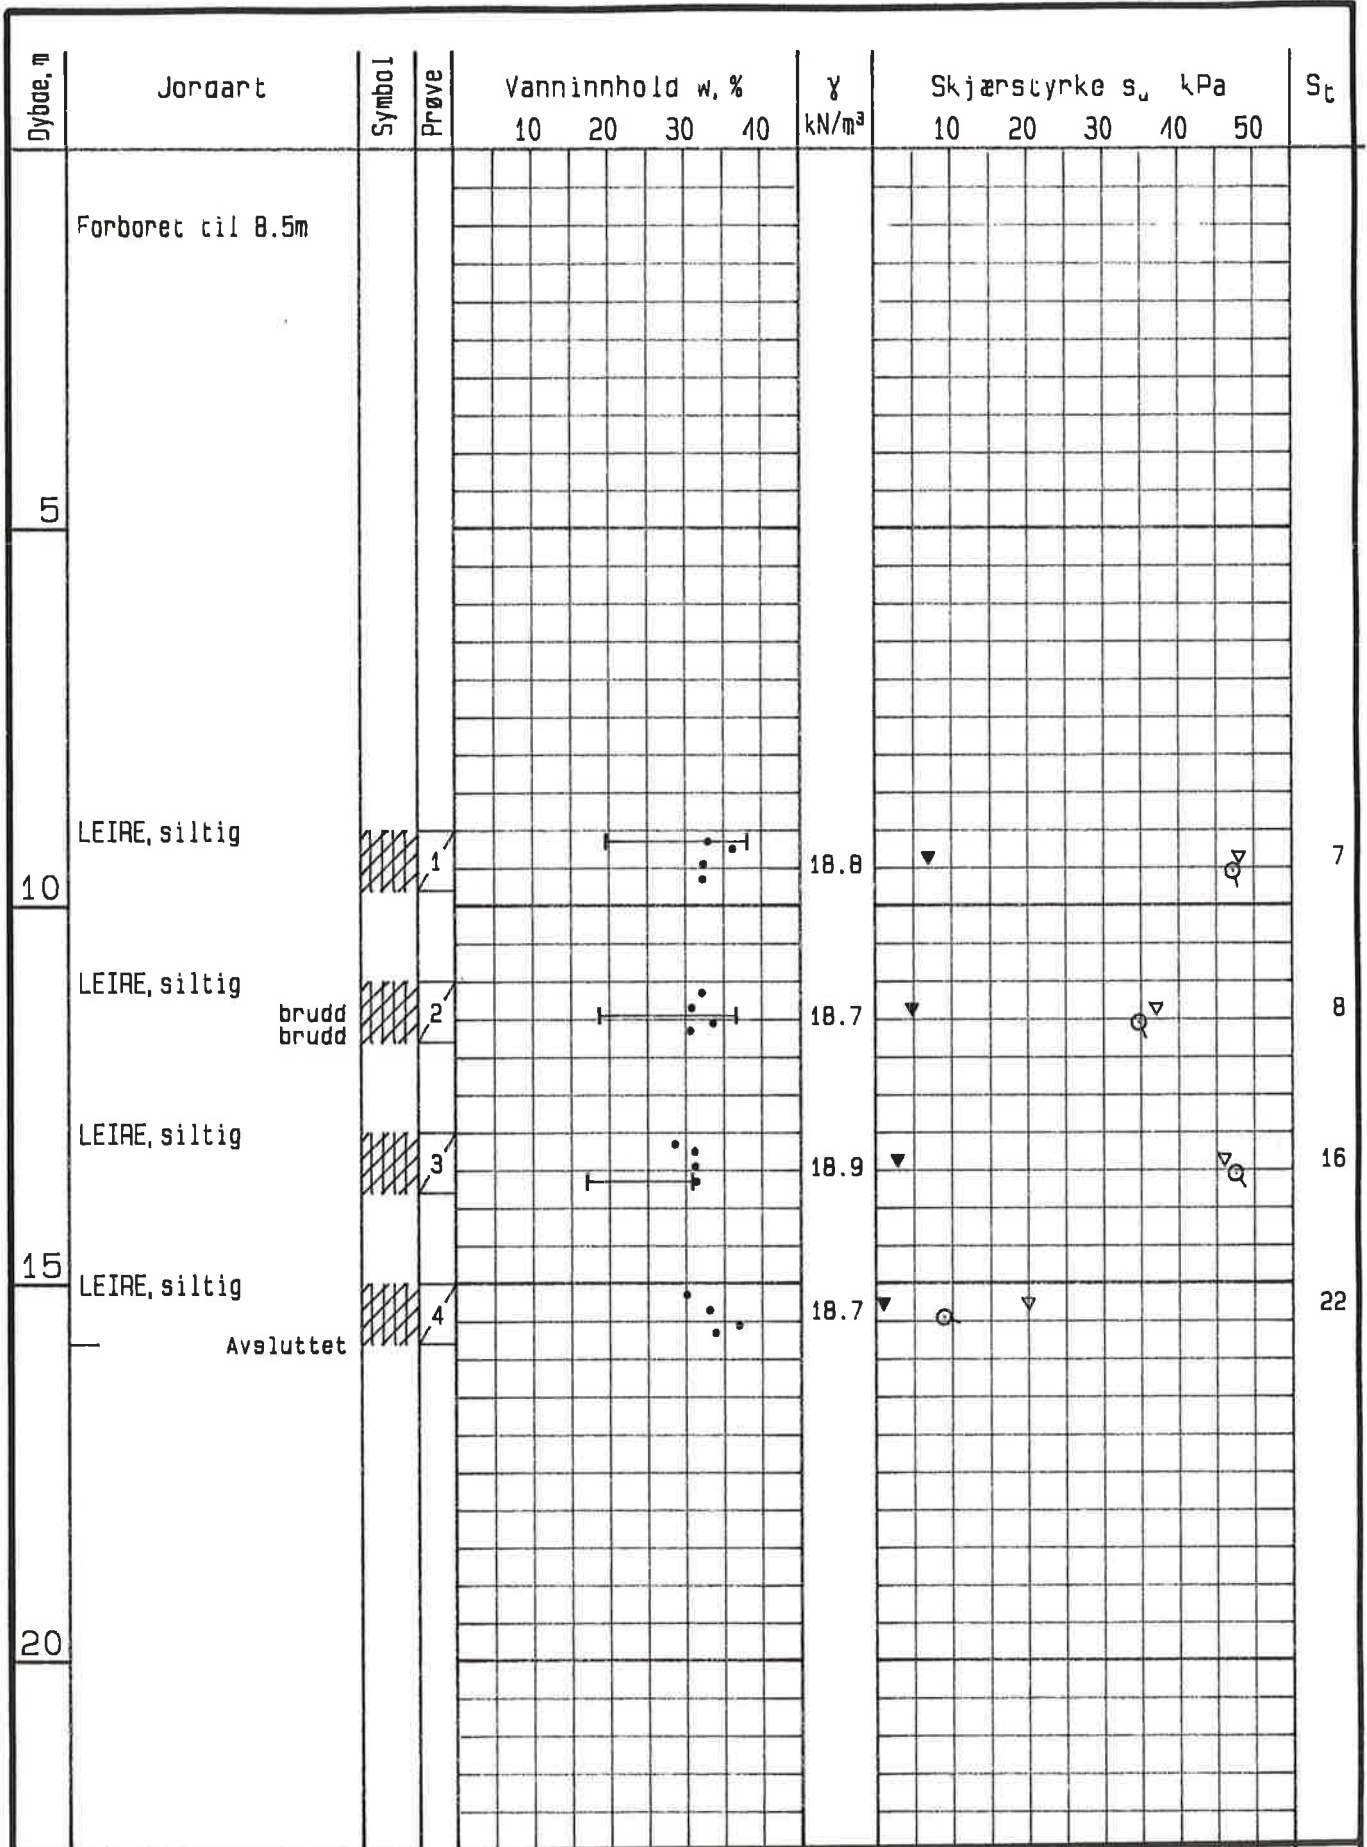 Dybde, m Jordart Symbol Prøve Vanninnhold w, % γ Skjærstyrke su kPa St
10 20 30 40 kN/m³ 10 20 30 40 50
Forboret til 8.5m
5
LEIRE, siltig
1 18.8 7
10
LEIRE, siltig
brudd 2 18.7 8
brudd
LEIRE, siltig
3 18.9 16
15
LEIRE, siltig
4 18.7 22
Avsluttet
20